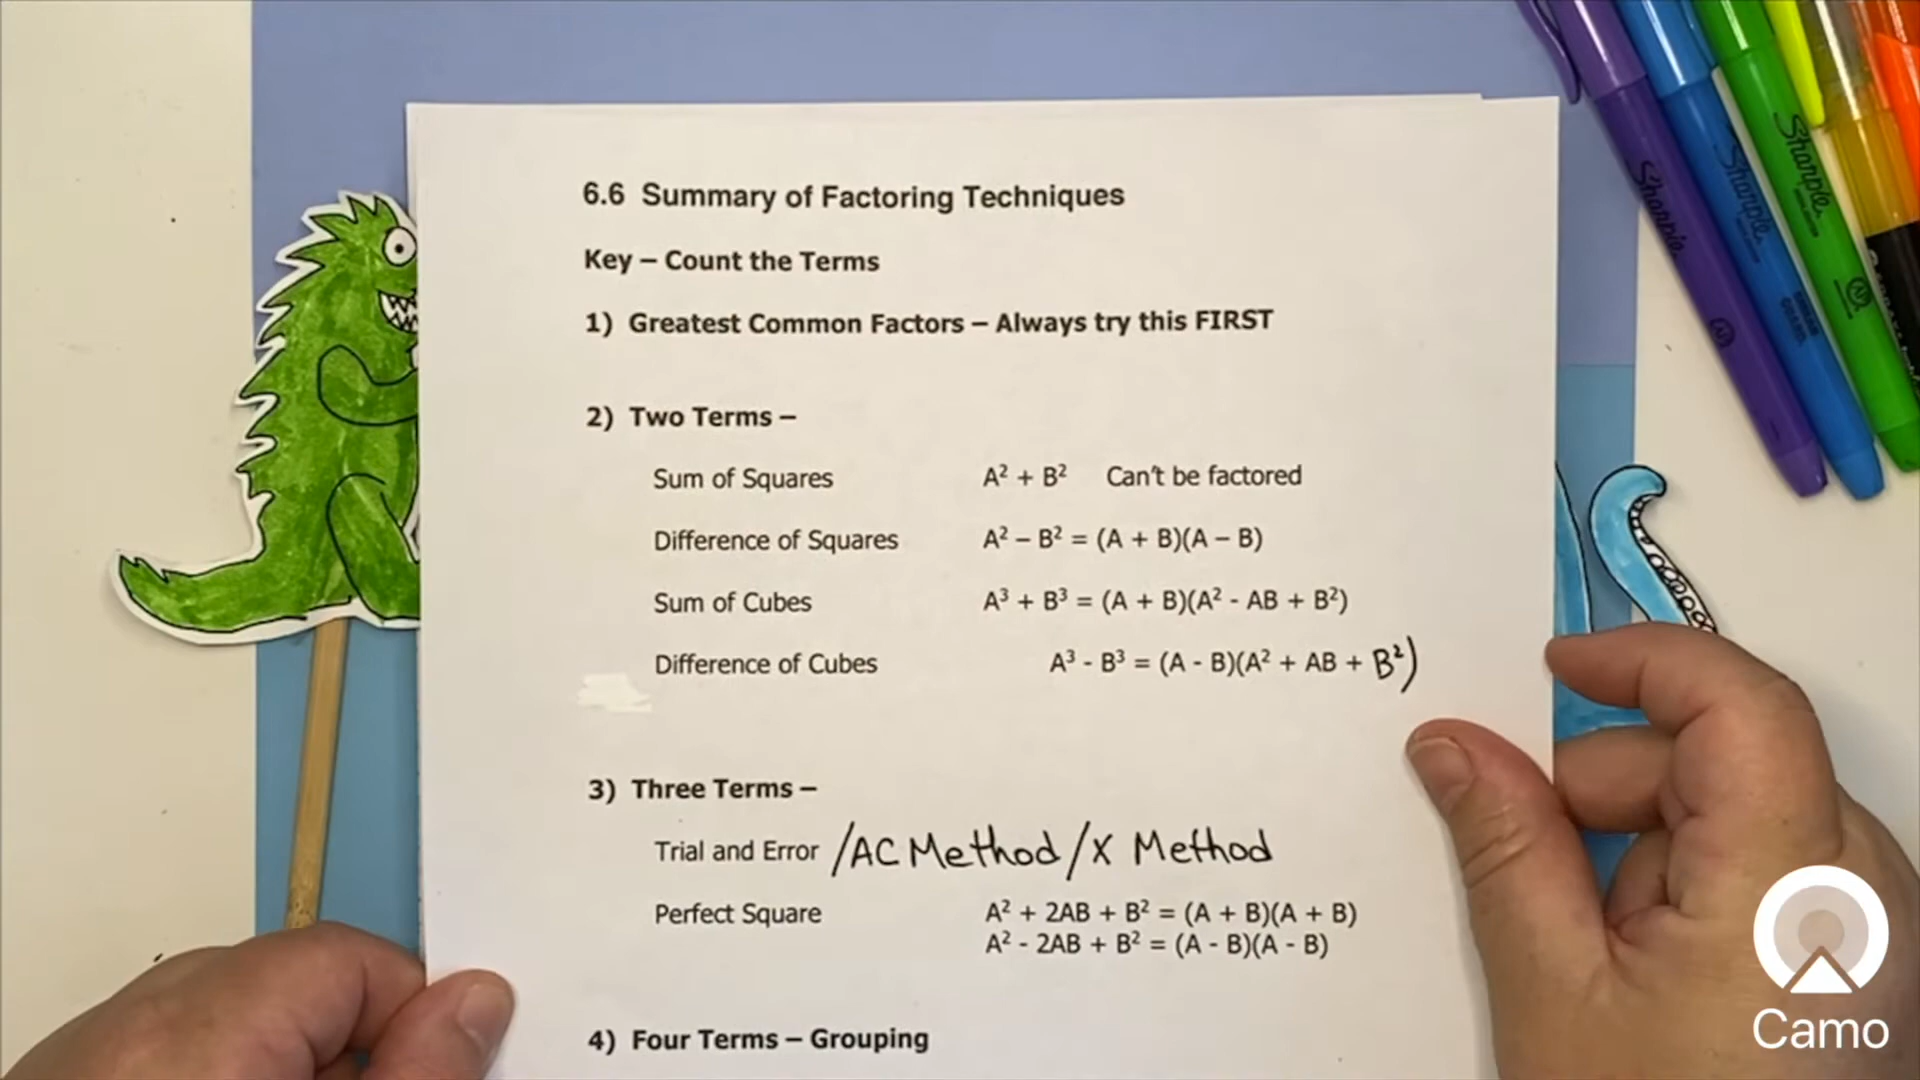 6.6 Summary of Factoring Techniques
Key – Count the Terms
1) Greatest Common Factors – Always try this FIRST
2) Two Terms –
Sum of Squares A² + B² Can't be factored
Difference of Squares A² – B² = (A + B)(A – B)
Sum of Cubes A³ + B³ = (A + B)(A² - AB + B²)
Difference of Cubes A³ - B³ = (A - B)(A² + AB + B²)
3) Three Terms –
Trial and Error /AC Method/X Method
Perfect Square A² + 2AB + B² = (A + B)(A + B)
A² - 2AB + B² = (A - B)(A - B)
4) Four Terms – Grouping
Sharpie
Sharpie
Sharpie
Camo